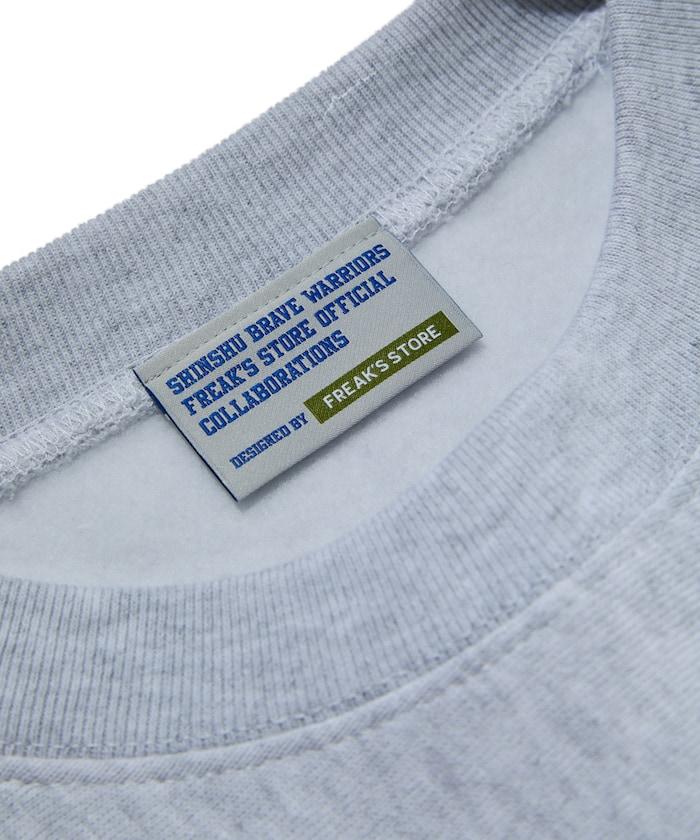 SHINSHU BRAVE WARRIORS
FREAK'S STORE OFFICIAL
COLLABORATIONS
DESIGNED BY FREAK'S STORE